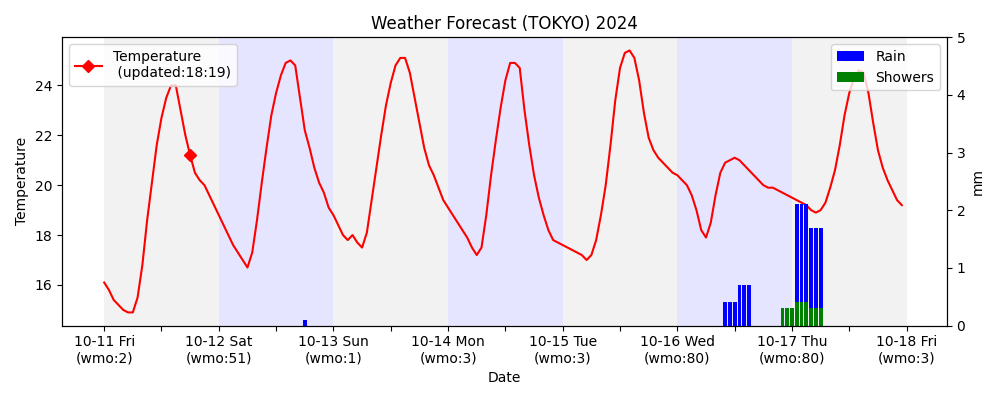 Weather Forecast (TOKYO) 2024
Temperature
(updated:18:19)
Rain
Showers
Temperature
24
22
20
18
16
5
4
3
2
1
0
mm
10-11 Fri
(wmo:2)
10-12 Sat
(wmo:51)
10-13 Sun
(wmo:1)
10-14 Mon
(wmo:3)
10-15 Tue
(wmo:3)
10-16 Wed
(wmo:80)
10-17 Thu
(wmo:80)
10-18 Fri
(wmo:3)
Date